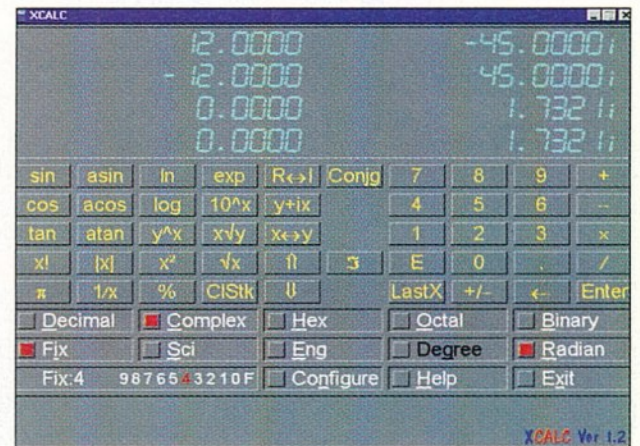 XCALC
12.0000 -45.0000i
-12.0000 45.0000i
0.0000 1.7321i
0.0000 1.7321i
sin asin ln exp R↔I Conjg 7 8 9 +
cos acos log 10^x y+ix 4 5 6 --
tan atan y^x x√y x↔y 1 2 3 ×
x! |x| x² √x ⇑ E 0 . /
π 1/x % ClStk ⇓ LastX +/- ← Enter
Decimal Complex Hex Octal Binary
Fix Sci Eng Degree Radian
Fix:4 9876543210F Configure Help Exit
XCALC Ver 1.2